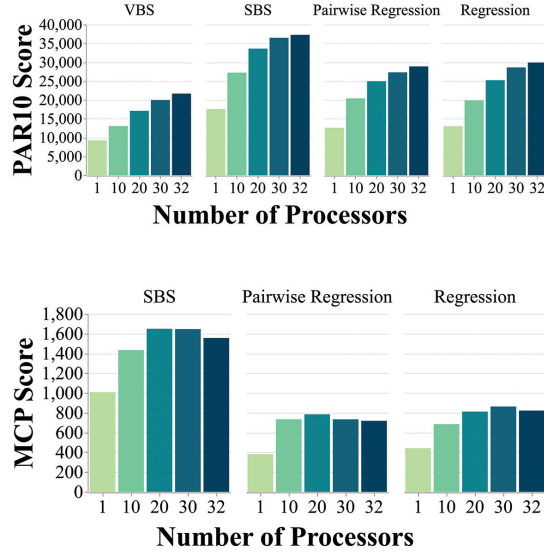 VBS SBS Pairwise Regression Regression
PAR10 Score
40,000
35,000
30,000
25,000
20,000
15,000
10,000
5,000
0
1 10 20 30 32 1 10 20 30 32 1 10 20 30 32 1 10 20 30 32
Number of Processors
SBS Pairwise Regression Regression
MCP Score
1,800
1,600
1,400
1,200
1,000
800
600
400
200
0
1 10 20 30 32 1 10 20 30 32 1 10 20 30 32
Number of Processors